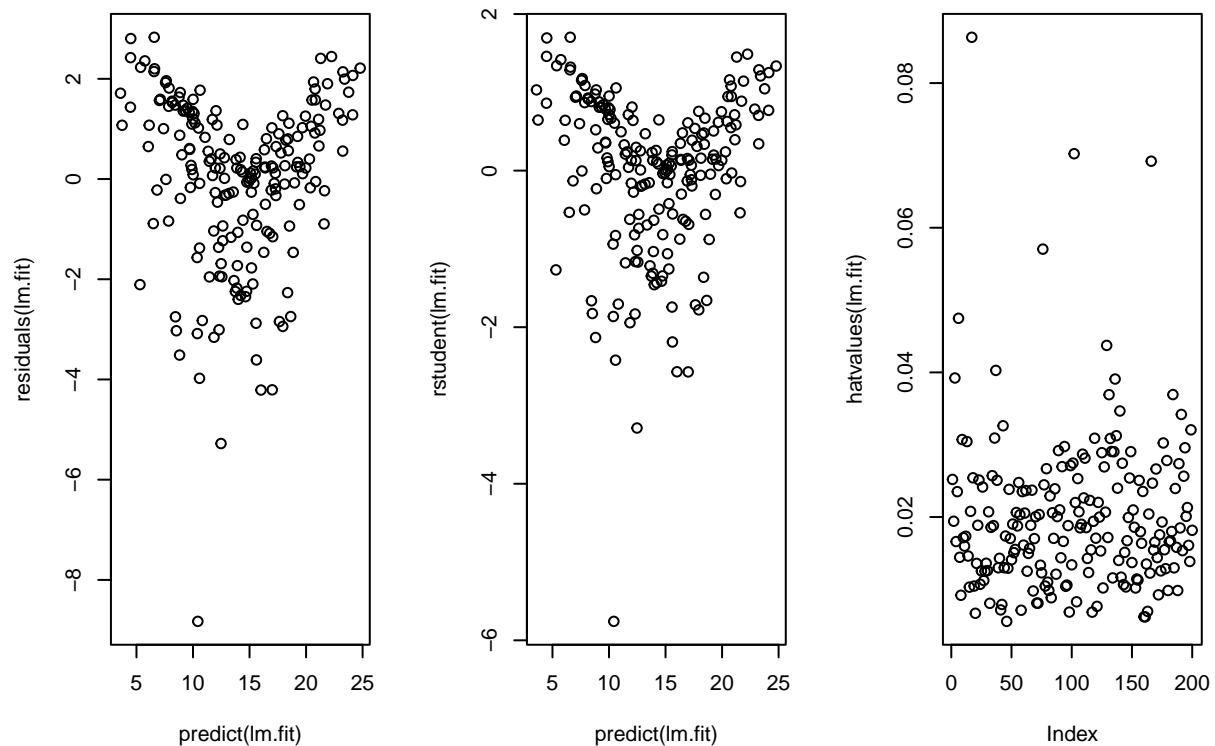 residuals(lm.fit)
2
0
−2
−4
−6
−8
5 10 15 20 25
predict(lm.fit)
rstudent(lm.fit)
2
0
−2
−4
−6
5 10 15 20 25
predict(lm.fit)
hatvalues(lm.fit)
0.08
0.06
0.04
0.02
0 50 100 150 200
Index